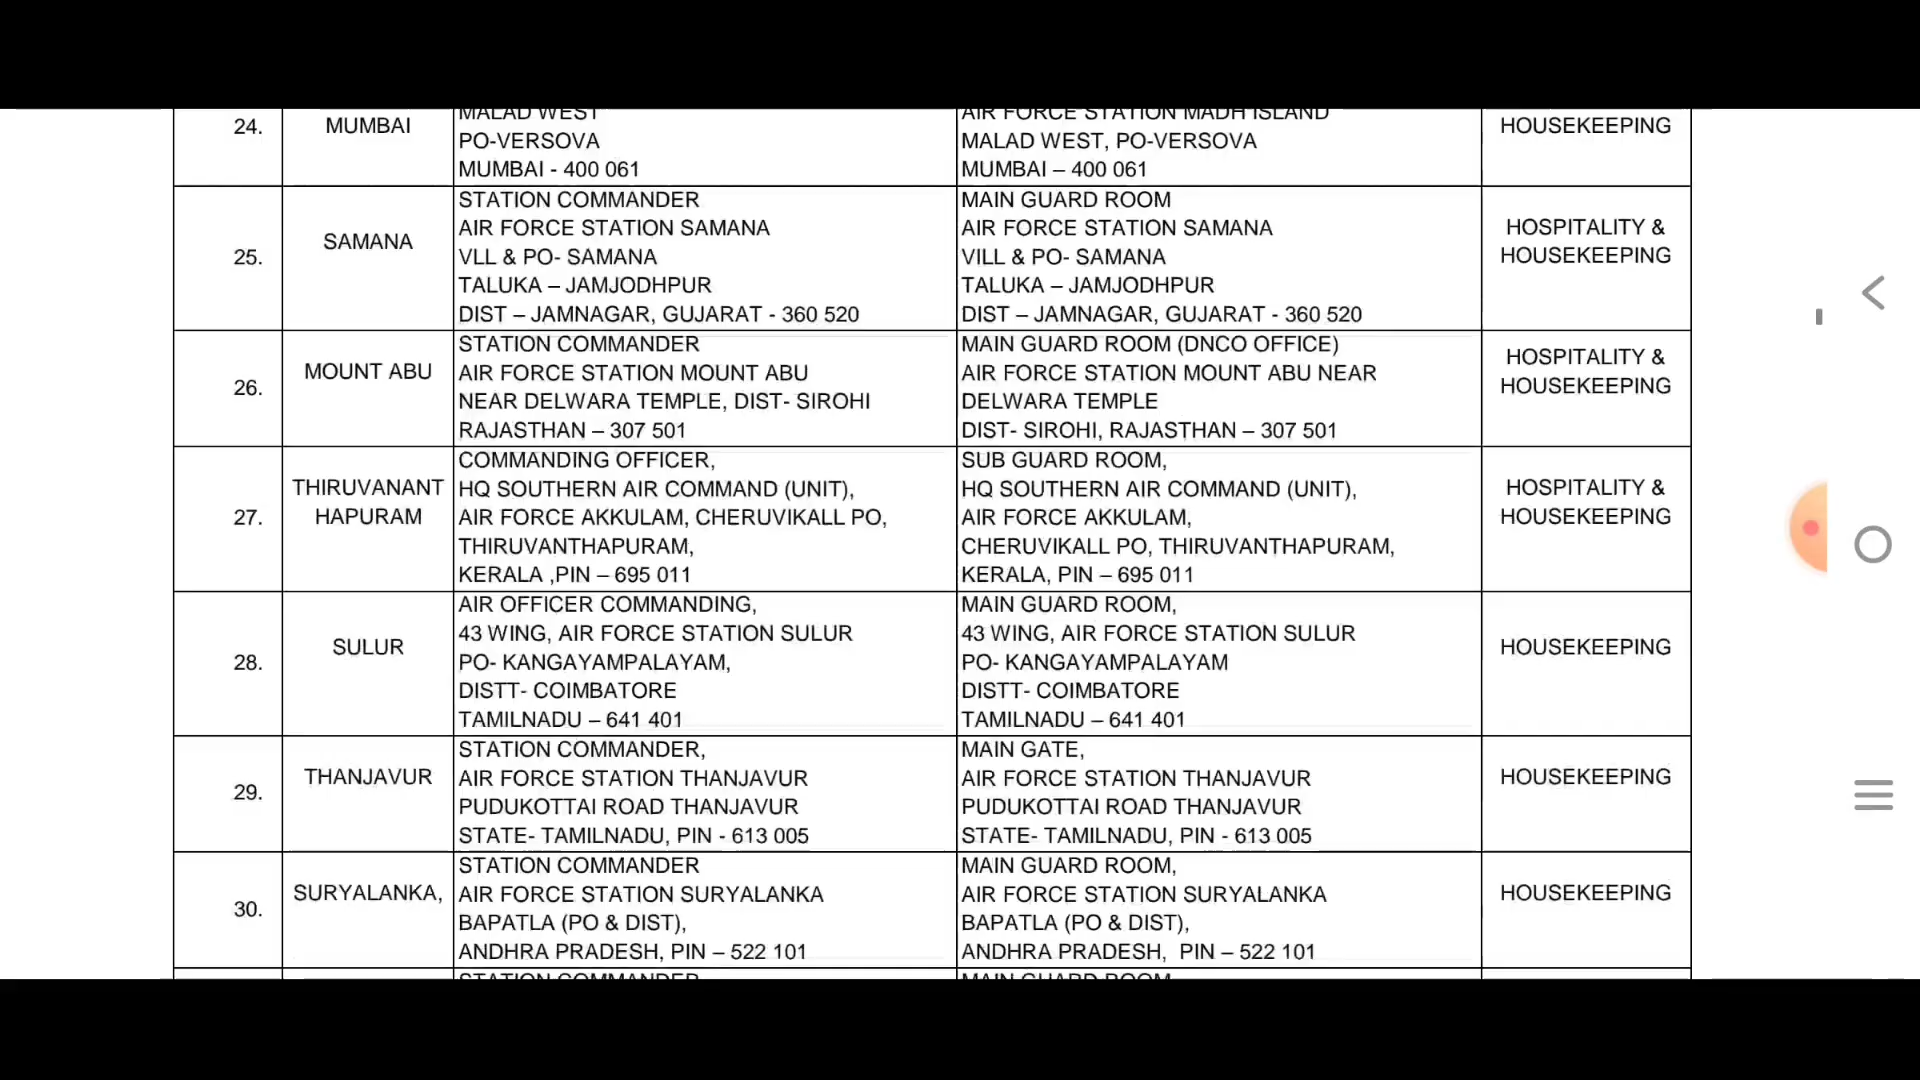 24.
MUMBAI
MALAD WEST
PO-VERSOVA
MUMBAI - 400 061
AIR FORCE STATION MADH ISLAND
MALAD WEST, PO-VERSOVA
MUMBAI – 400 061
HOUSEKEEPING
25.
SAMANA
STATION COMMANDER
AIR FORCE STATION SAMANA
VLL & PO- SAMANA
TALUKA – JAMJODHPUR
DIST – JAMNAGAR, GUJARAT - 360 520
MAIN GUARD ROOM
AIR FORCE STATION SAMANA
VILL & PO- SAMANA
TALUKA – JAMJODHPUR
DIST – JAMNAGAR, GUJARAT - 360 520
HOSPITALITY &
HOUSEKEEPING
26.
MOUNT ABU
STATION COMMANDER
AIR FORCE STATION MOUNT ABU
NEAR DELWARA TEMPLE, DIST- SIROHI
RAJASTHAN – 307 501
MAIN GUARD ROOM (DNCO OFFICE)
AIR FORCE STATION MOUNT ABU NEAR
DELWARA TEMPLE
DIST- SIROHI, RAJASTHAN – 307 501
HOSPITALITY &
HOUSEKEEPING
27.
THIRUVANANT
HAPURAM
COMMANDING OFFICER,
HQ SOUTHERN AIR COMMAND (UNIT),
AIR FORCE AKKULAM, CHERUVIKALL PO,
THIRUVANTHAPURAM,
KERALA ,PIN – 695 011
SUB GUARD ROOM,
HQ SOUTHERN AIR COMMAND (UNIT),
AIR FORCE AKKULAM,
CHERUVIKALL PO, THIRUVANTHAPURAM,
KERALA, PIN – 695 011
HOSPITALITY &
HOUSEKEEPING
28.
SULUR
AIR OFFICER COMMANDING,
43 WING, AIR FORCE STATION SULUR
PO- KANGAYAMPALAYAM,
DISTT- COIMBATORE
TAMILNADU – 641 401
MAIN GUARD ROOM,
43 WING, AIR FORCE STATION SULUR
PO- KANGAYAMPALAYAM
DISTT- COIMBATORE
TAMILNADU – 641 401
HOUSEKEEPING
29.
THANJAVUR
STATION COMMANDER,
AIR FORCE STATION THANJAVUR
PUDUKOTTAI ROAD THANJAVUR
STATE- TAMILNADU, PIN - 613 005
MAIN GATE,
AIR FORCE STATION THANJAVUR
PUDUKOTTAI ROAD THANJAVUR
STATE- TAMILNADU, PIN - 613 005
HOUSEKEEPING
30.
SURYALANKA,
STATION COMMANDER
AIR FORCE STATION SURYALANKA
BAPATLA (PO & DIST),
ANDHRA PRADESH, PIN – 522 101
MAIN GUARD ROOM,
AIR FORCE STATION SURYALANKA
BAPATLA (PO & DIST),
ANDHRA PRADESH,  PIN – 522 101
HOUSEKEEPING
STATION COMMANDER
MAIN GUARD ROOM